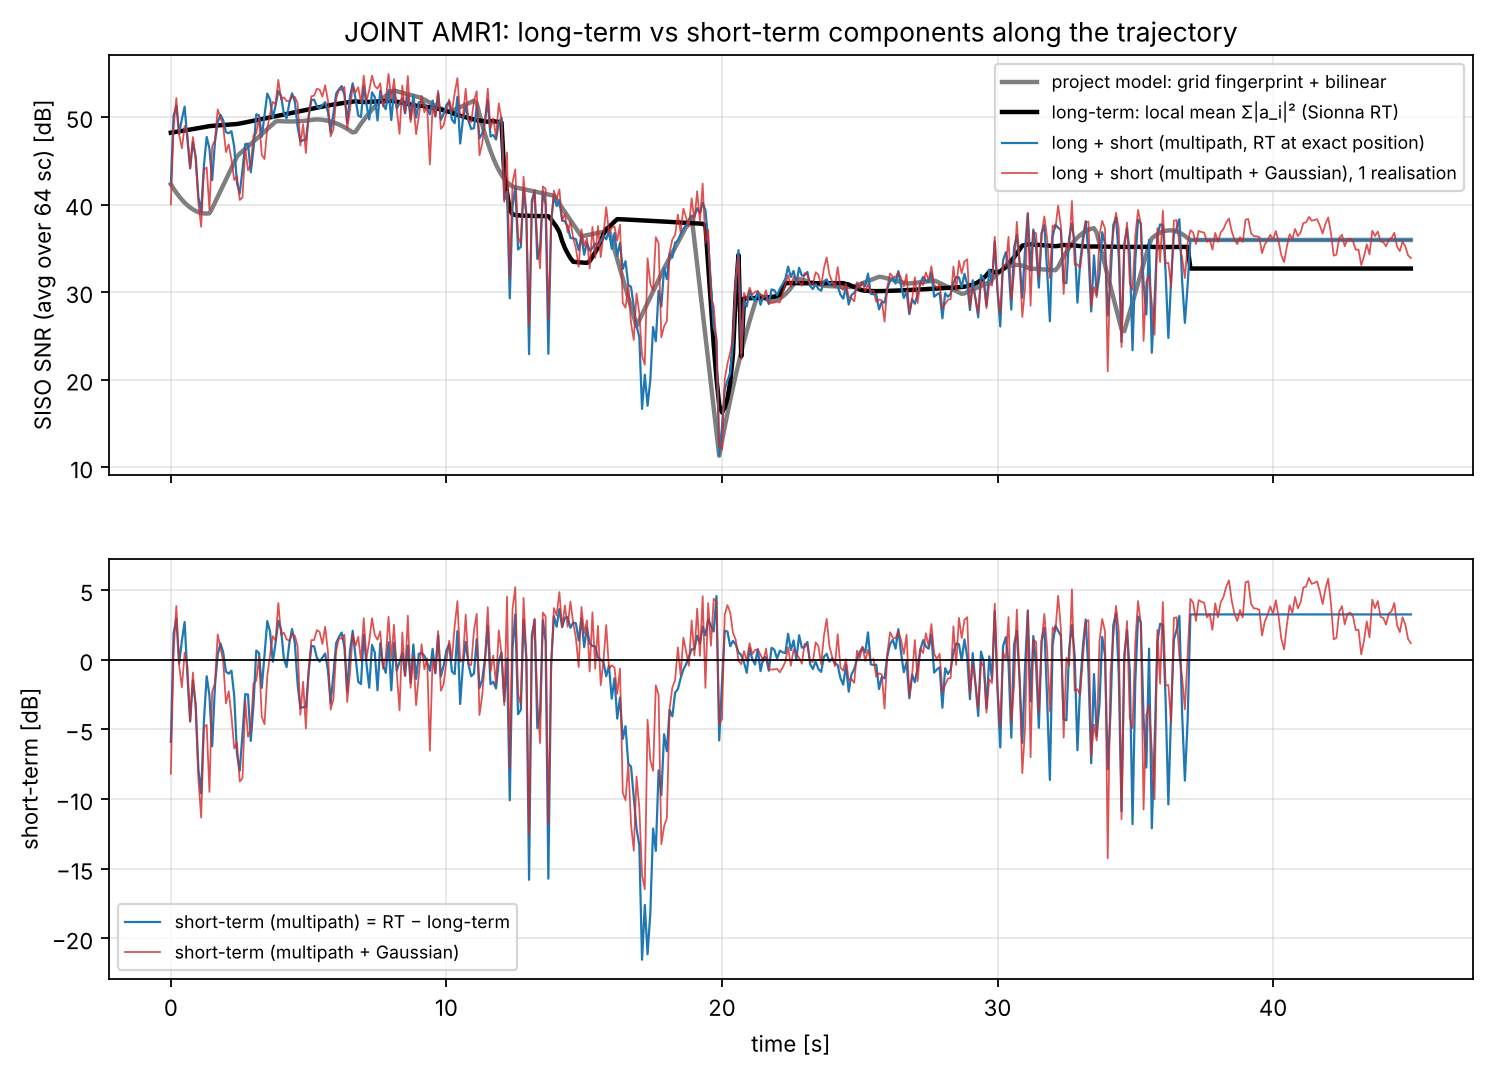 JOINT AMR1: long-term vs short-term components along the trajectory
SISO SNR (avg over 64 sc) [dB]
50
40
30
20
10
project model: grid fingerprint + bilinear
long-term: local mean Σ|a_i|² (Sionna RT)
long + short (multipath, RT at exact position)
long + short (multipath + Gaussian), 1 realisation
short-term [dB]
5
0
−5
−10
−15
−20
short-term (multipath) = RT − long-term
short-term (multipath + Gaussian)
0
10
20
30
40
time [s]